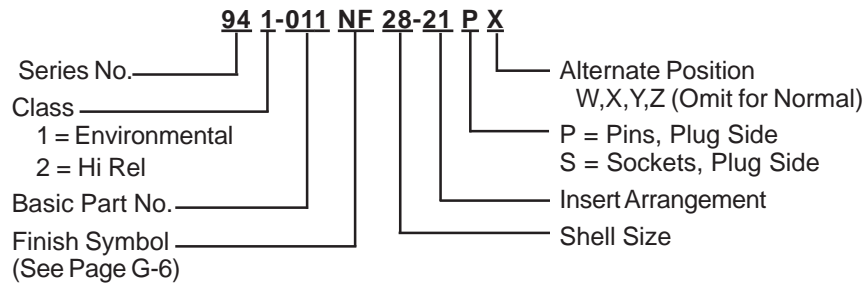 94 1-011 NF 28-21 P X
Series No.
Class
1 = Environmental
2 = Hi Rel
Basic Part No.
Finish Symbol
(See Page G-6)
Alternate Position
W,X,Y,Z (Omit for Normal)
P = Pins, Plug Side
S = Sockets, Plug Side
Insert Arrangement
Shell Size